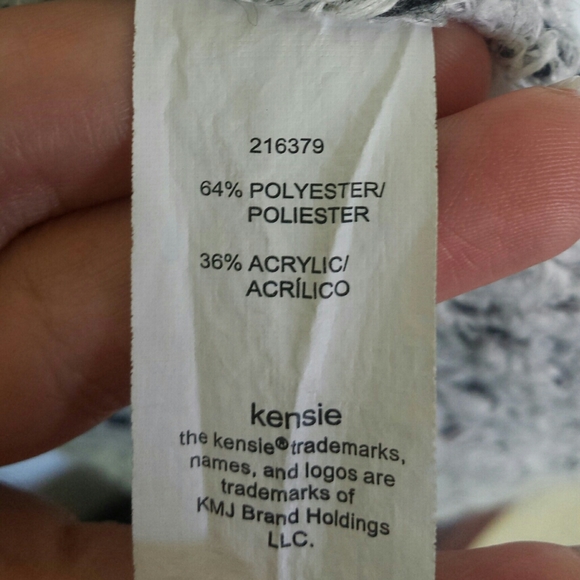 216379
64% POLYESTER/
POLIESTER
36% ACRYLIC/
ACRÍLICO
kensie
the kensie® trademarks,
names, and logos are
trademarks of
KMJ Brand Holdings
LLC.